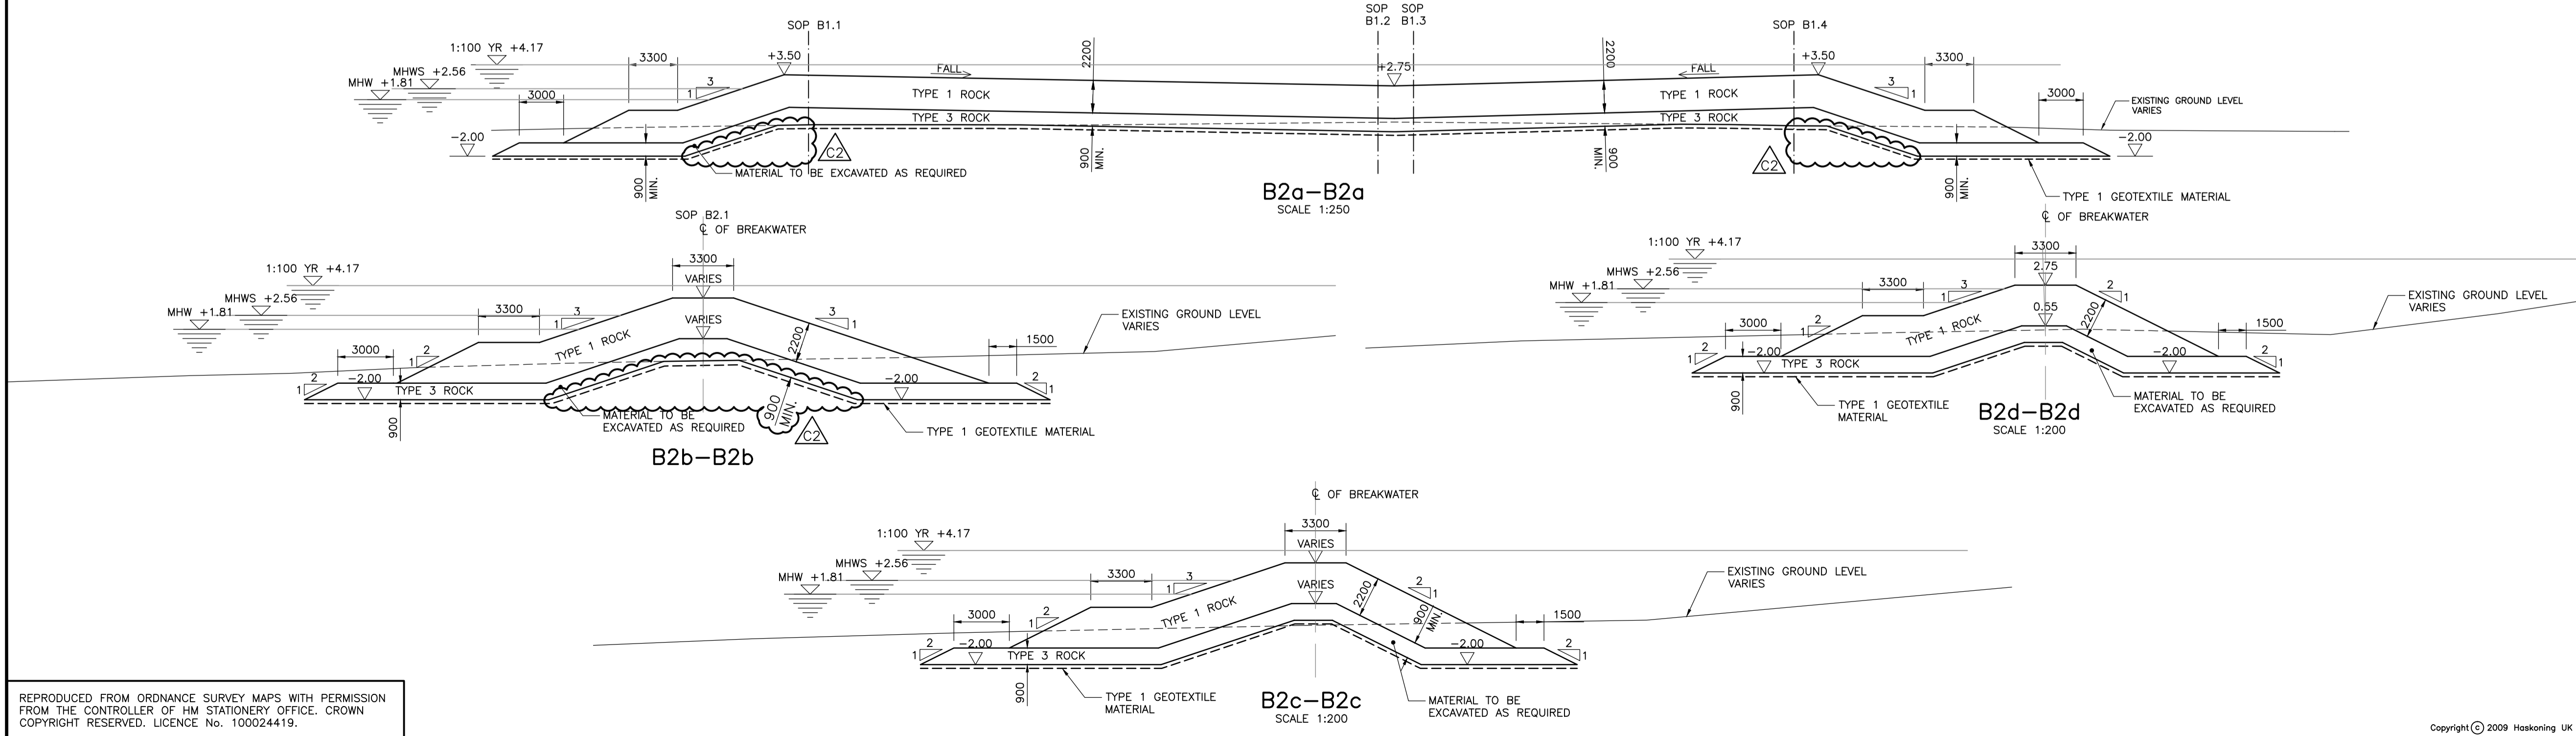 SOP B1.1
SOP
B1.2
SOP
B1.3
SOP B1.4
1:100 YR +4.17
MHWS +2.56
MHW +1.81
3300
3000
+3.50
3
1
FALL
2200
+2.75
2200
FALL
+3.50
3
1
3300
3000
EXISTING GROUND LEVEL
VARIES
TYPE 1 ROCK
TYPE 1 ROCK
TYPE 3 ROCK
TYPE 3 ROCK
-2.00
-2.00
C2
C2
900
MIN.
MATERIAL TO BE EXCAVATED AS REQUIRED
900
MIN.
900
MIN.
900
MIN.
TYPE 1 GEOTEXTILE MATERIAL
B2a-B2a
SCALE 1:250
SOP B2.1
℄ OF BREAKWATER
3300
VARIES
1:100 YR +4.17
MHWS +2.56
MHW +1.81
3300
3
1
3
1
VARIES
2200
TYPE 1 ROCK
EXISTING GROUND LEVEL
VARIES
3000
2
1
1500
2
1
-2.00
TYPE 3 ROCK
-2.00
2
1
900
MATERIAL TO BE
EXCAVATED AS REQUIRED
900
MIN.
C2
TYPE 1 GEOTEXTILE MATERIAL
B2b-B2b
℄ OF BREAKWATER
3300
2.75
1:100 YR +4.17
MHWS +2.56
MHW +1.81
3300
3
1
2
1
0.55
2200
TYPE 1 ROCK
EXISTING GROUND LEVEL
VARIES
3000
2
1
1500
2
1
-2.00
TYPE 3 ROCK
-2.00
2
1
900
TYPE 1 GEOTEXTILE
MATERIAL
MATERIAL TO BE
EXCAVATED AS REQUIRED
B2d-B2d
SCALE 1:200
℄ OF BREAKWATER
3300
VARIES
1:100 YR +4.17
MHWS +2.56
MHW +1.81
3300
3
1
2
1
VARIES
2200
900
MIN.
TYPE 1 ROCK
EXISTING GROUND LEVEL
VARIES
3000
2
1
1500
2
1
-2.00
TYPE 3 ROCK
-2.00
2
1
900
TYPE 1 GEOTEXTILE
MATERIAL
MATERIAL TO BE
EXCAVATED AS REQUIRED
B2c-B2c
SCALE 1:200
REPRODUCED FROM ORDNANCE SURVEY MAPS WITH PERMISSION
FROM THE CONTROLLER OF HM STATIONERY OFFICE. CROWN
COPYRIGHT RESERVED. LICENCE No. 100024419.
Copyright © 2009 Haskoning UK